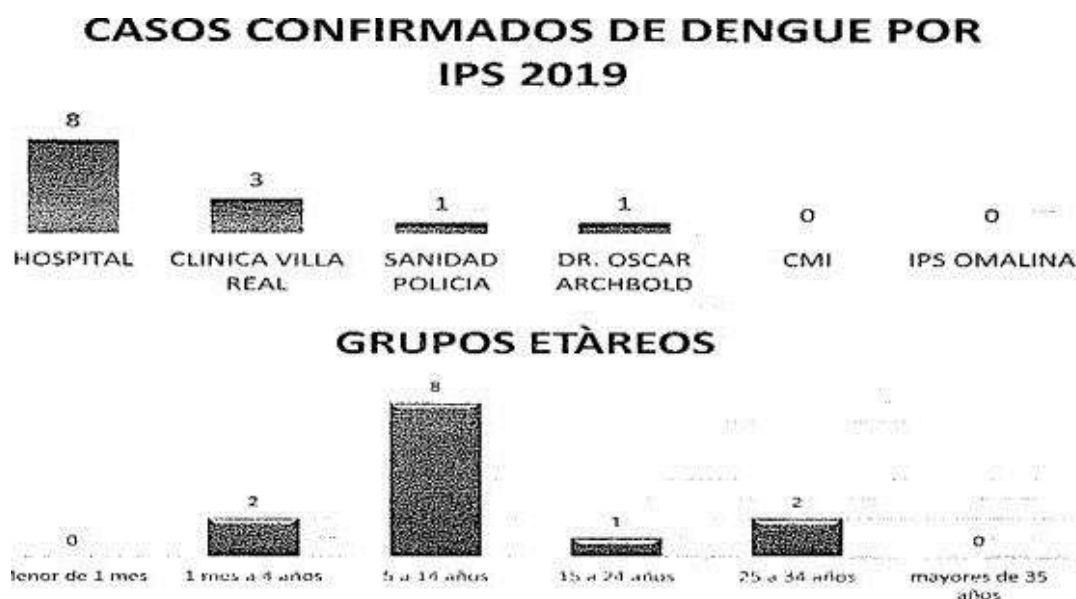 CASOS CONFIRMADOS DE DENGUE POR
IPS 2019
8
3
1
1
0
0
HOSPITAL
CLINICA VILLA
REAL
SANIDAD
POLICIA
DR. OSCAR
ARCHBOLD
CMI
IPS OMALINA
GRUPOS ETÀREOS
0
2
8
1
2
0
lenor de 1 mes
1 mes a 4 años
5 a 14 años
15 a 24 años
25 a 34 años
mayores de 35
años